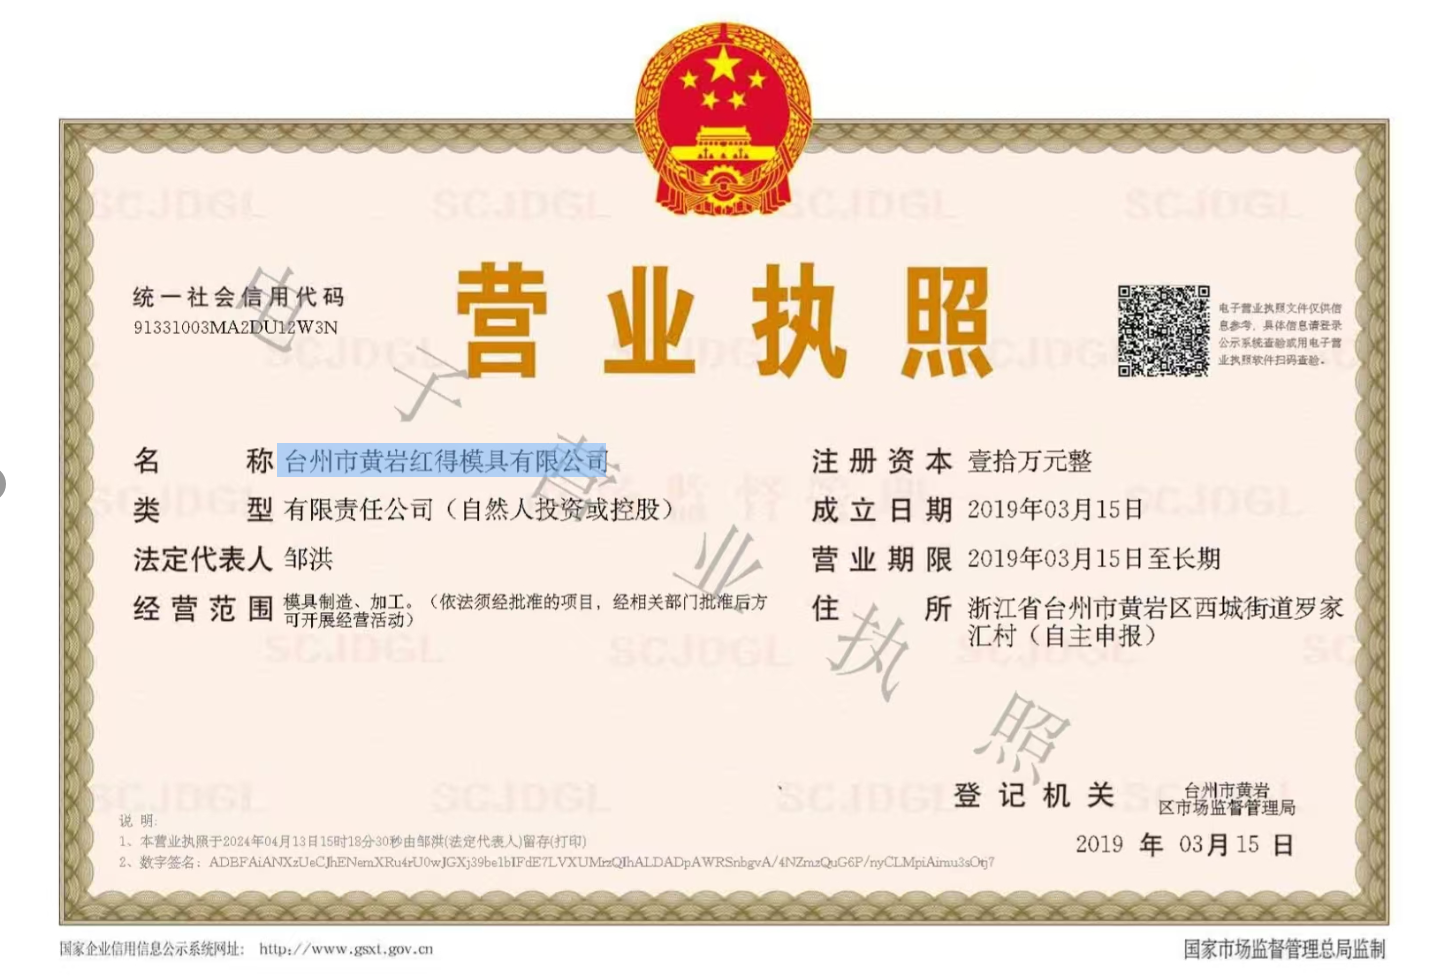 营业执照
统一社会信用代码
91331003MA2DU12W3N
电子营业执照文件仅供信
息参考，具体信息请登录
公示系统查验或用电子营
业执照软件扫码查验。
名称 台州市黄岩红得模具有限公司
类型 有限责任公司（自然人投资或控股）
法定代表人 邹洪
经营范围 模具制造、加工。（依法须经批准的项目，经相关部门批准后方
可开展经营活动）
注册资本 壹拾万元整
成立日期 2019年03月15日
营业期限 2019年03月15日至长期
住所 浙江省台州市黄岩区西城街道罗家
汇村（自主申报）
电子营业执照
登记机关 台州市黄岩
区市场监督管理局
2019 年 03月15 日
说 明:
1、本营业执照于2024年04月13日15时18分30秒由邹洪(法定代表人)留存(打印)
2、数字签名：
国家企业信用信息公示系统网址: http://www.gsxt.gov.cn
国家市场监督管理总局监制
SCJDGL